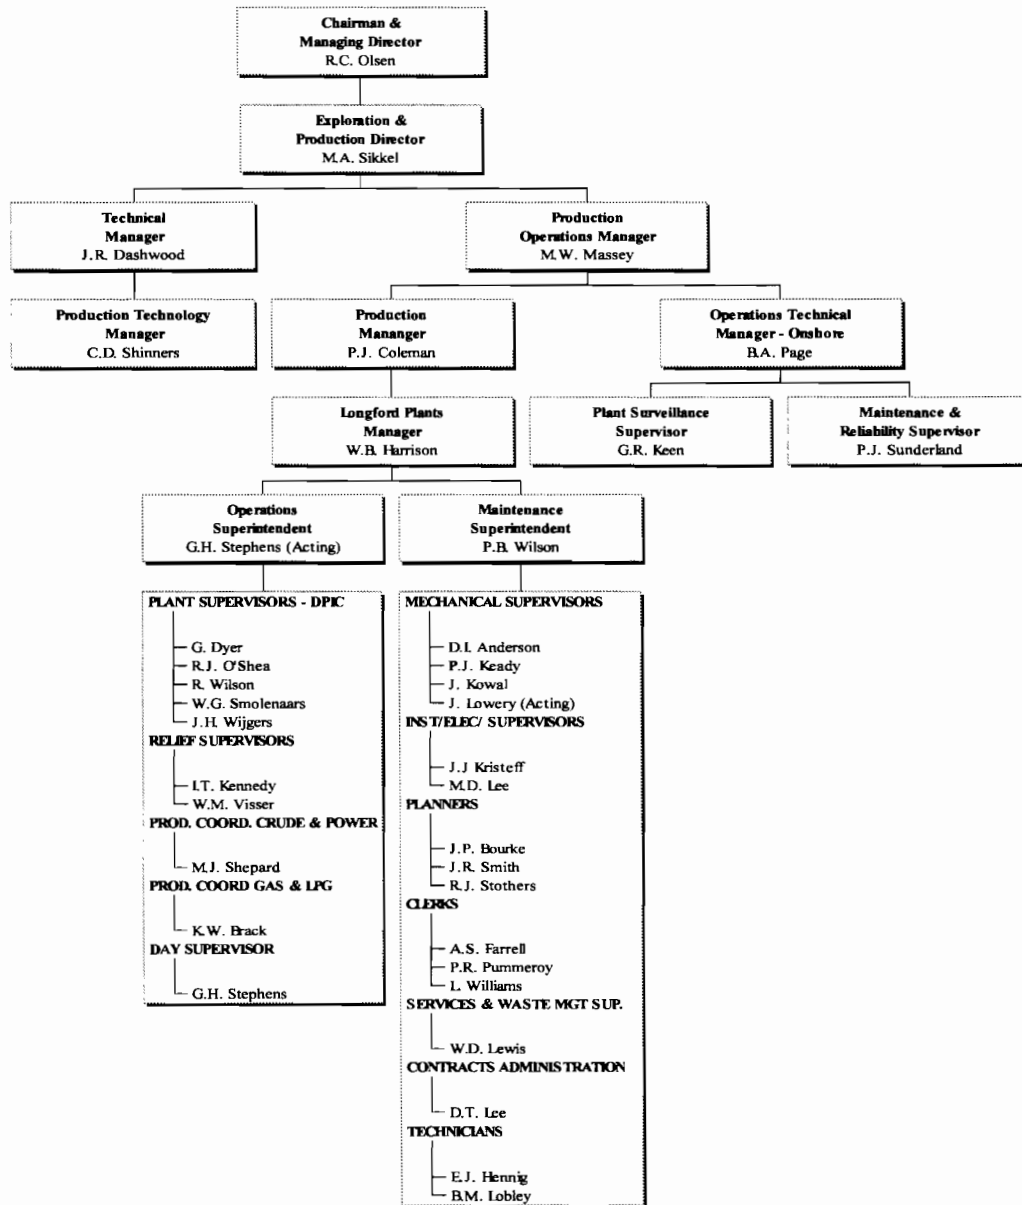 Chairman &
Managing Director
R.C. Olsen
Exploration &
Production Director
M.A. Sikkel
Technical
Manager
J.R. Dashwood
Production
Operations Manager
M.W. Massey
Production Technology
Manager
C.D. Shinners
Production
Mananger
P.J. Coleman
Operations Technical
Manager - Onshore
B.A. Page
Longford Plants
Manager
W.B. Harrison
Plant Surveillance
Supervisor
G.R. Keen
Maintenance &
Reliability Supervisor
P.J. Sunderland
Operations
Superintendent
G.H. Stephens (Acting)
Maintenance
Superintendent
P.B. Wilson
PLANT SUPERVISORS - DPIC
G. Dyer
R.J. O'Shea
R. Wilson
W.G. Smolenaars
J.H. Wijgers
RELIEF SUPERVISORS
I.T. Kennedy
W.M. Visser
PROD. COORD. CRUDE & POWER
M.J. Shepard
PROD. COORD GAS & LPG
K.W. Brack
DAY SUPERVISOR
G.H. Stephens
MECHANICAL SUPERVISORS
D.I. Anderson
P.J. Keady
J. Kowal
J. Lowery (Acting)
INST/ELEC/ SUPERVISORS
J.J Kristeff
M.D. Lee
PLANNERS
J.P. Bourke
J.R. Smith
R.J. Stothers
CLERKS
A.S. Farrell
P.R. Pummeroy
L. Williams
SERVICES & WASTE MGT SUP.
W.D. Lewis
CONTRACTS ADMINISTRATION
D.T. Lee
TECHNICIANS
E.J. Hennig
B.M. Lobley